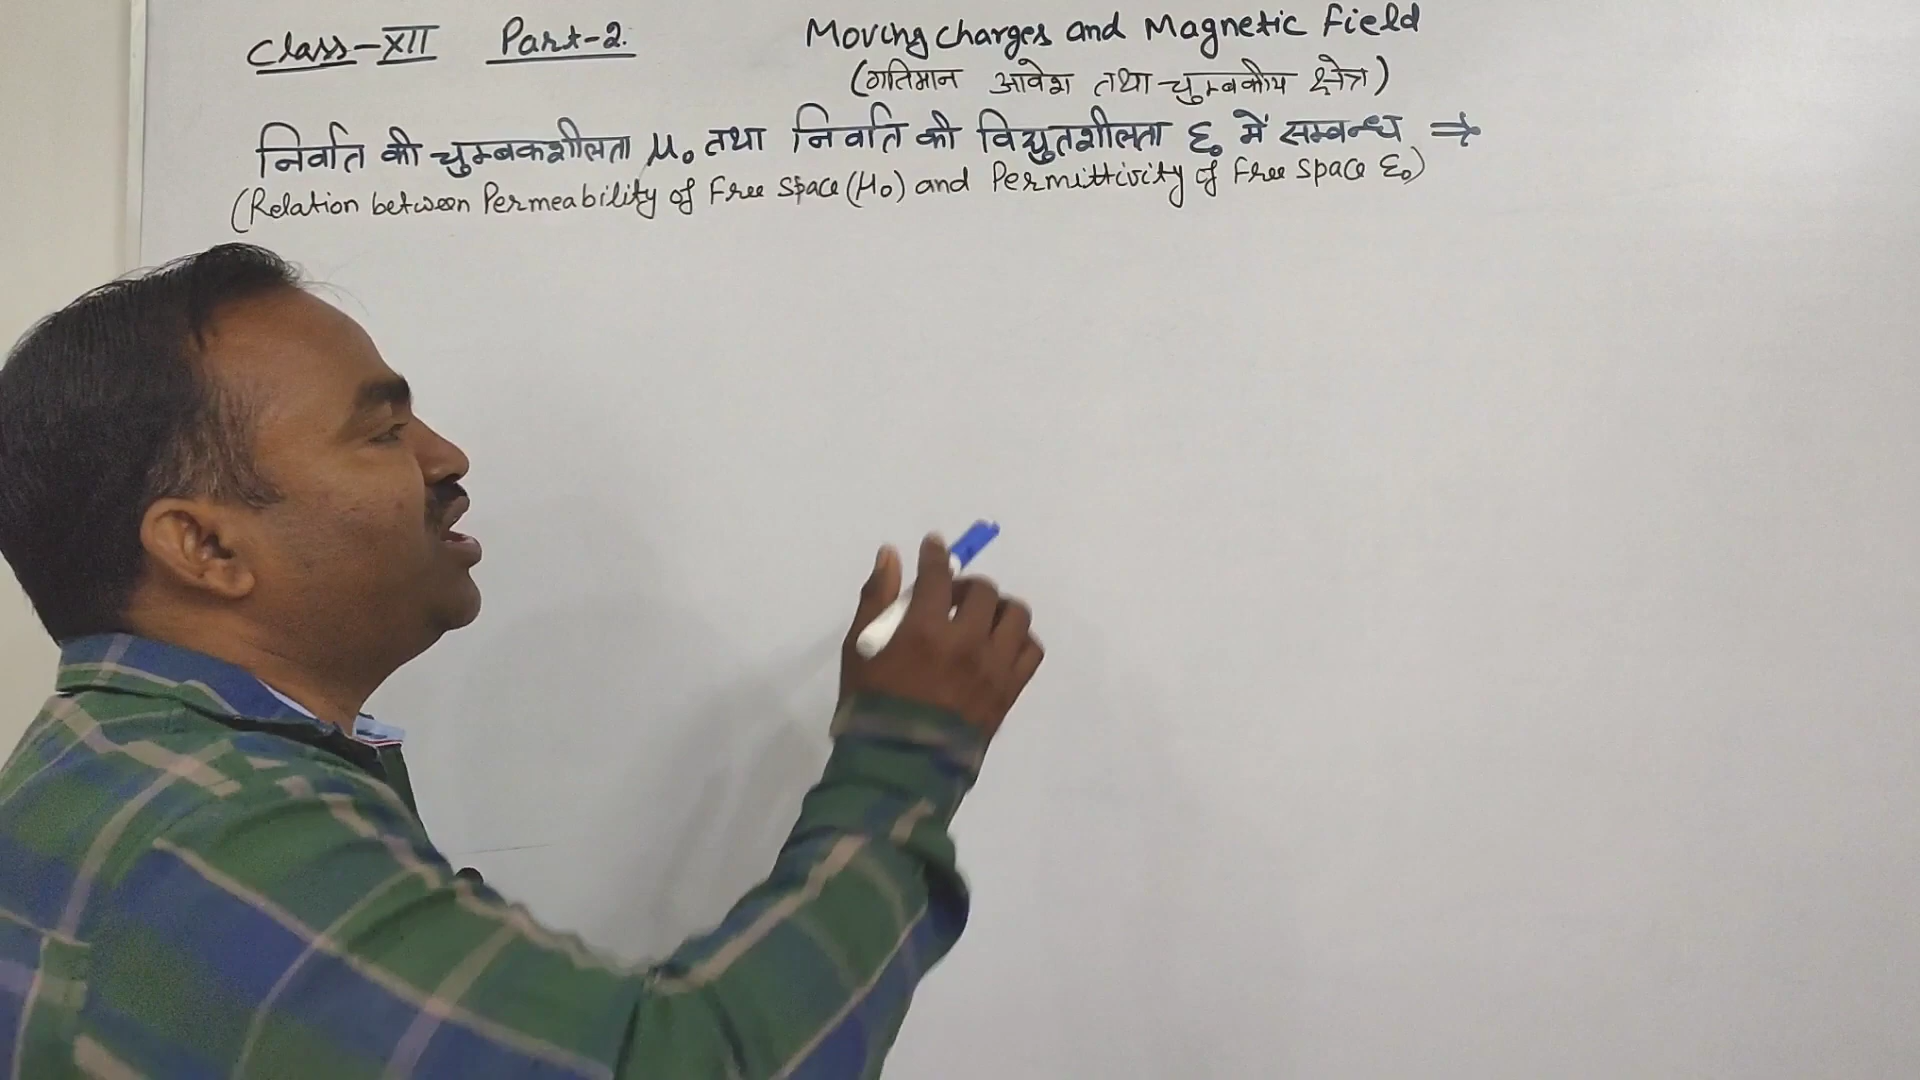 Class-XII Part-2. Moving charges and Magnetic Field
(गतिमान आवेश तथा चुम्बकीय क्षेत्र)
निर्वात की चुम्बकशीलता μ₀ तथा निर्वात की विद्युतशीलता ε₀ में सम्बन्ध ⇒
(Relation between Permeability of Free space (μ₀) and Permittivity of Free space ε₀)